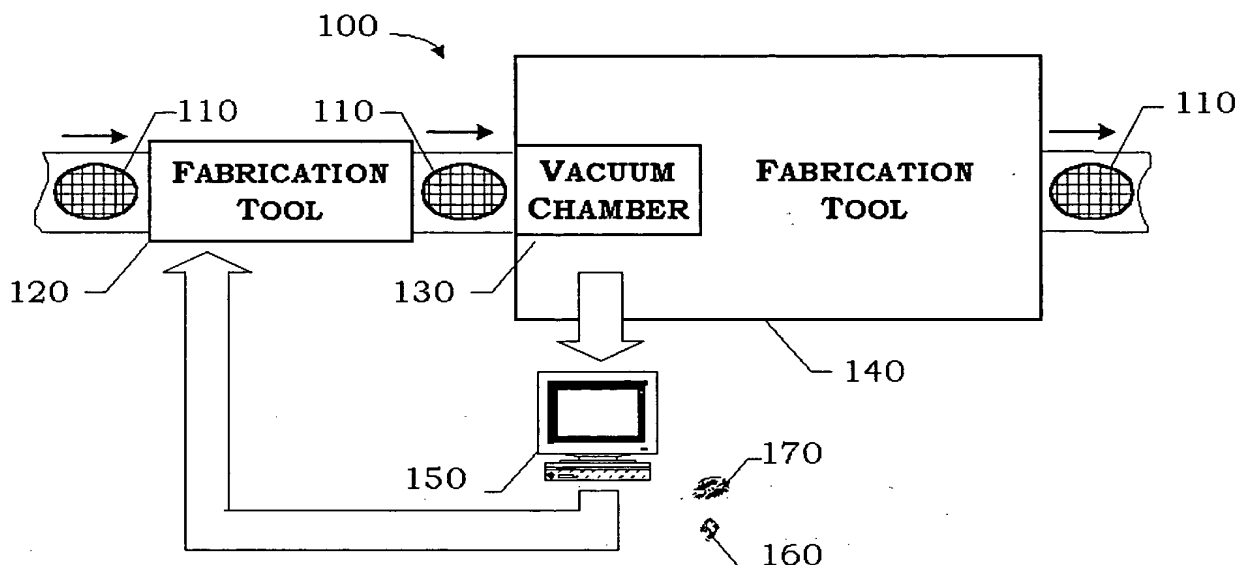 100
110
110
110
FABRICATION
TOOL
VACUUM
CHAMBER
FABRICATION
TOOL
120
130
140
150
170
160